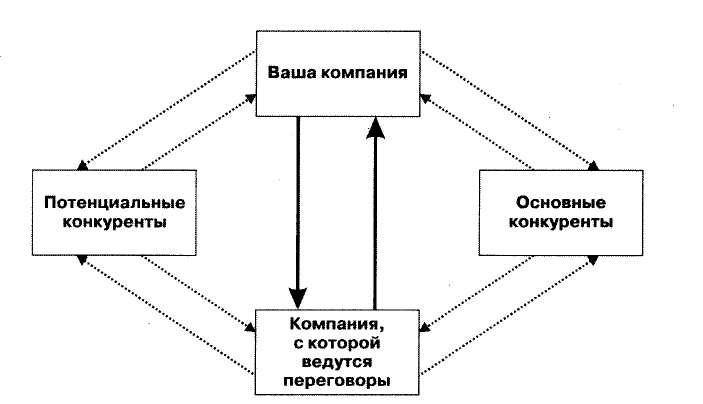 Ваша компания
Потенциальные
конкуренты
Основные
конкуренты
Компания,
с которой
ведутся
переговоры